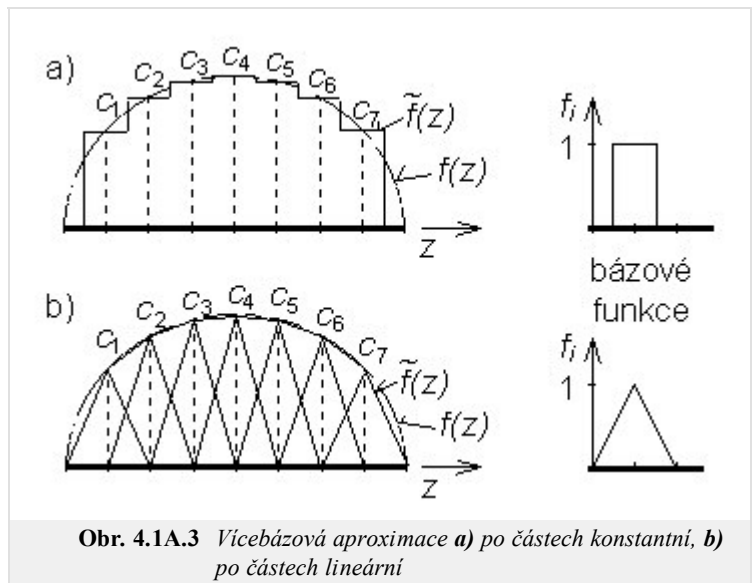 a)
C1 C2 C3 C4 C5 C6 C7
f̃(z)
f(z)
z
fi
1
bázové
funkce
b)
C1 C2 C3 C4 C5 C6 C7
f̃(z)
f(z)
z
fi
1
Obr. 4.1A.3 Vícebázová aproximace a) po částech konstantní, b)
po částech lineární